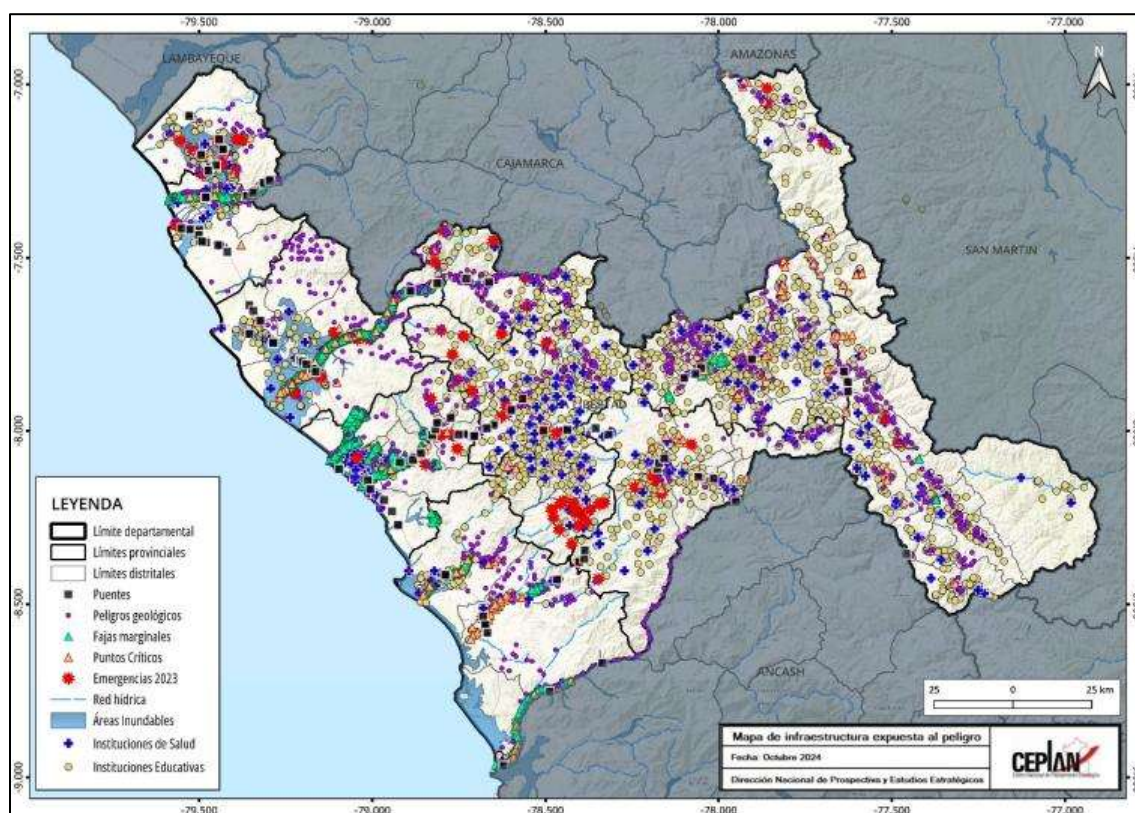 -79.500 -79.000 -78.500 -78.000 -77.500 -77.000
LAMBAYEQUE
AMAZONAS
N
-7.000
CAJAMARCA
SAN MARTIN
-7.500
-8.000
-8.500
ANCASH
-9.000
LEYENDA
Límite departamental
Límites provinciales
Límites distritales
Puentes
Peligros geológicos
Fajas marginales
Puntos Críticos
Emergencias 2023
Red hídrica
Áreas Inundables
Instituciones de Salud
Instituciones Educativas
25 0 25 km
Mapa de infraestructura expuesta al peligro
Fecha: Octubre 2024
Dirección Nacional de Prospectiva y Estudios Estratégicos
CEPLAN
-79.500 -79.000 -78.500 -78.000 -77.500 -77.000